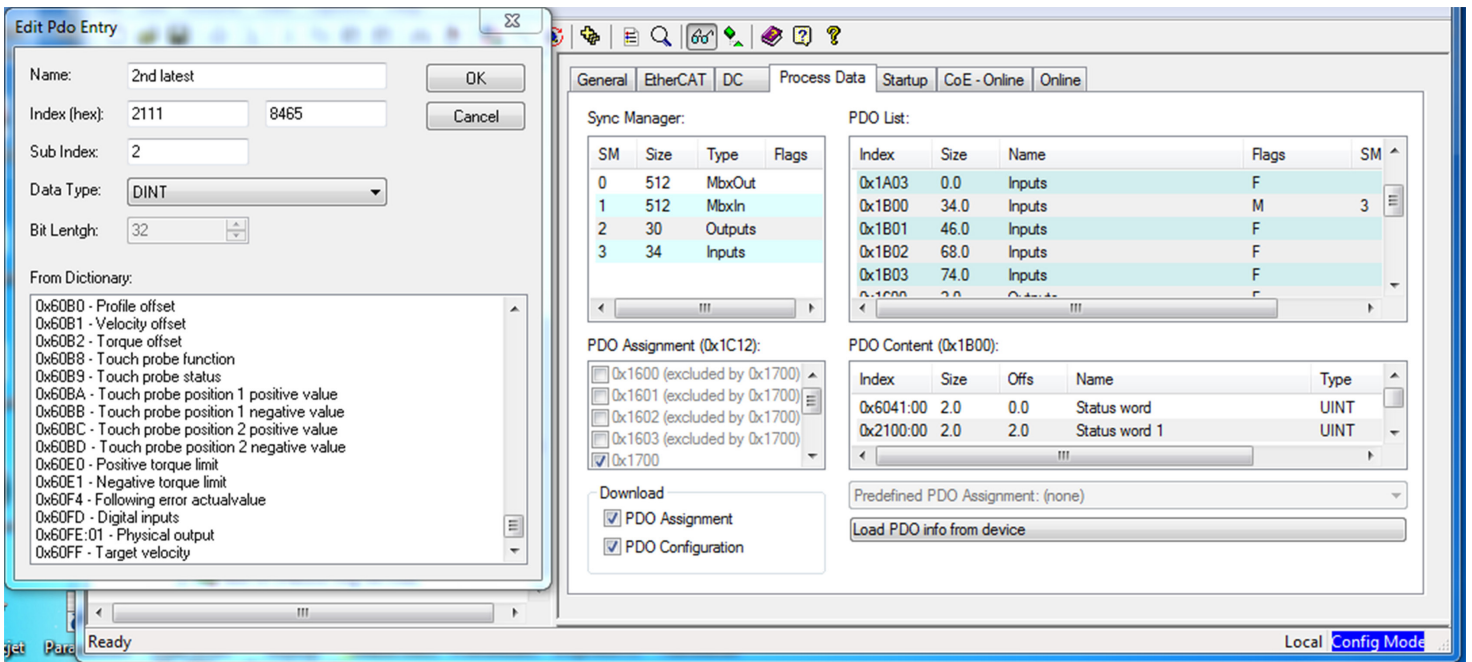 Edit Pdo Entry
Name: 2nd latest OK
Index (hex): 2111 8465 Cancel
Sub Index: 2
Data Type: DINT
Bit Lentgh: 32
From Dictionary:
0x60B0 - Profile offset
0x60B1 - Velocity offset
0x60B2 - Torque offset
0x60B8 - Touch probe function
0x60B9 - Touch probe status
0x60BA - Touch probe position 1 positive value
0x60BB - Touch probe position 1 negative value
0x60BC - Touch probe position 2 positive value
0x60BD - Touch probe position 2 negative value
0x60E0 - Positive torque limit
0x60E1 - Negative torque limit
0x60F4 - Following error actualvalue
0x60FD - Digital inputs
0x60FE:01 - Physical output
0x60FF - Target velocity
General EtherCAT DC Process Data Startup CoE - Online Online
Sync Manager:
SM Size Type Flags
0 512 MbxOut
1 512 MbxIn
2 30 Outputs
3 34 Inputs
PDO List:
Index Size Name Flags SM
0x1A03 0.0 Inputs F
0x1B00 34.0 Inputs M 3
0x1B01 46.0 Inputs F
0x1B02 68.0 Inputs F
0x1B03 74.0 Inputs F
PDO Assignment (0x1C12):
0x1600 (excluded by 0x1700)
0x1601 (excluded by 0x1700)
0x1602 (excluded by 0x1700)
0x1603 (excluded by 0x1700)
0x1700
PDO Content (0x1B00):
Index Size Offs Name Type
0x6041:00 2.0 0.0 Status word UINT
0x2100:00 2.0 2.0 Status word 1 UINT
Download
PDO Assignment
PDO Configuration
Predefined PDO Assignment: (none)
Load PDO info from device
Ready Local Config Mode